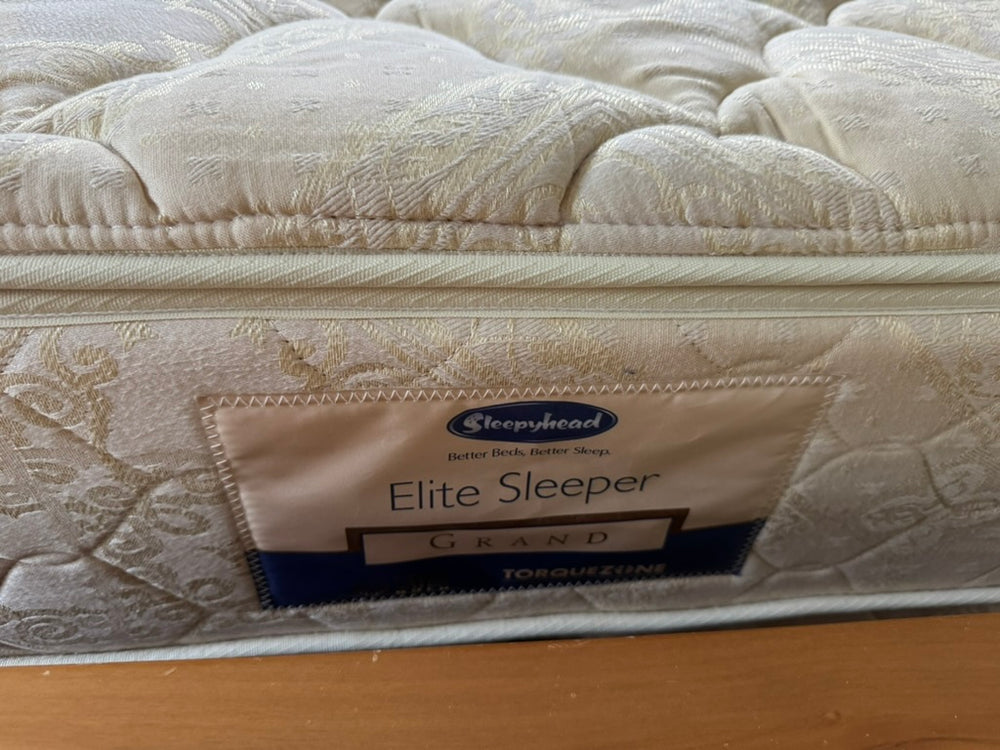 Sleepyhead
Better Beds, Better Sleep.
Elite Sleeper
GRAND
TORQUEZONE